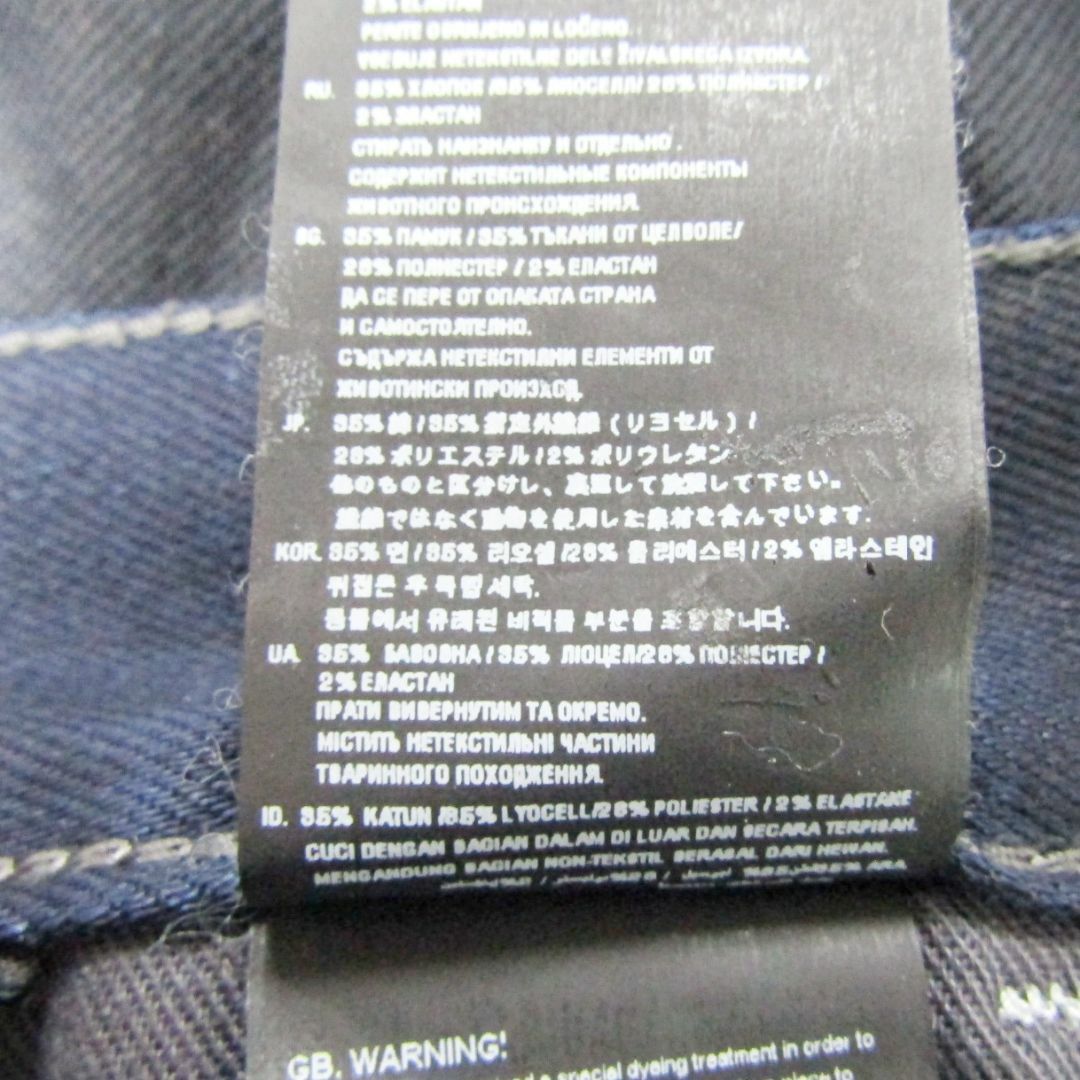 2% ELASTAN
PERITE OBRNJENO IN LOČENO.
VSEBUJE NETEKSTILNE DELE ŽIVALSKEGA IZVORA.
RU. 35% ХЛОПОК /35% ЛИОСЕЛЛ/ 28% ПОЛИЭСТЕР /
2% ЭЛАСТАН
СТИРАТЬ НАИЗНАНКУ И ОТДЕЛЬНО .
СОДЕРЖИТ НЕТЕКСТИЛЬНЫЕ КОМПОНЕНТЫ
ЖИВОТНОГО ПРОИСХОЖДЕНИЯ.
BG. 35% ПАМУК / 35% ТЪКАНИ ОТ ЦЕЛВОЛЕ/
28% ПОЛИЕСТЕР / 2% ЕЛАСТАН
ДА СЕ ПЕРЕ ОТ ОПАКАТА СТРАНА
И САМОСТОЯТЕЛНО.
СЪДЪРЖА НЕТЕКСТИЛНИ ЕЛЕМЕНТИ ОТ
ЖИВОТИНСКИ ПРОИЗХОД.
JP. 35% 綿 / 35% 指定外繊維 (リヨセル) /
28% ポリエステル / 2% ポリウレタン
他のものと区分けし、裏返して洗濯して下さい。
繊維ではなく動物を使用した素材を含んでいます.
KOR. 35% 면 / 35% 리오셀 /28% 폴리에스터 / 2% 엘라스테인
뒤집은 후 독립 세탁.
동물에서 유래된 비직물 부분을 포함합니다.
UA. 35% БАВОВНА / 35% ЛІОЦЕЛ/28% ПОЛІЕСТЕР /
2% ЕЛАСТАН
ПРАТИ ВИВЕРНУТИМ ТА ОКРЕМО.
МІСТИТЬ НЕТЕКСТИЛЬНІ ЧАСТИНИ
ТВАРИННОГО ПОХОДЖЕННЯ.
ID. 35% KATUN /35% LYOCELL/28% POLIESTER / 2% ELASTANE
CUCI DENGAN BAGIAN DALAM DI LUAR DAN SECARA TERPISAH.
MENGANDUNG BAGIAN NON-TEKSTIL BERASAL DARI HEWAN.
ARA.
GB. WARNING!
a special dyeing treatment in order to
to